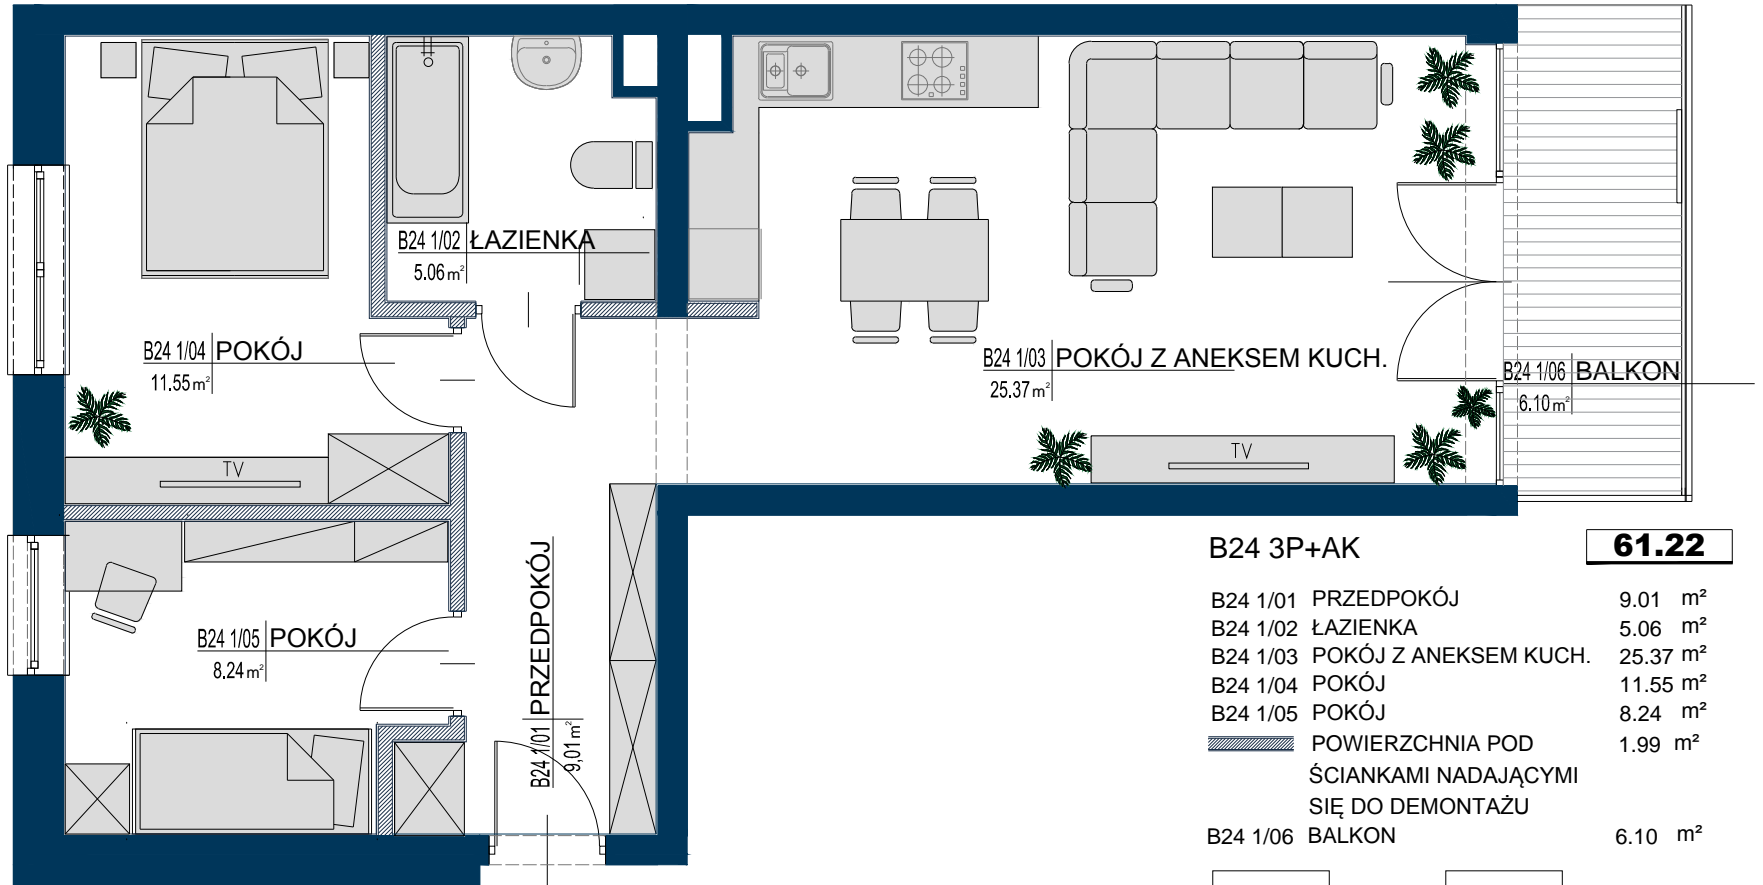 B24 1/02 ŁAZIENKA
5.06 m²
B24 1/04 POKÓJ
11.55 m²
B24 1/03 POKÓJ Z ANEKSEM KUCH.
25.37 m²
B24 1/06 BALKON
6.10 m²
TV
TV
B24 1/05 POKÓJ
8.24 m²
B24 1/01 PRZEDPOKÓJ
9,01 m²
B24 3P+AK 61.22
B24 1/01 PRZEDPOKÓJ 9.01 m²
B24 1/02 ŁAZIENKA 5.06 m²
B24 1/03 POKÓJ Z ANEKSEM KUCH. 25.37 m²
B24 1/04 POKÓJ 11.55 m²
B24 1/05 POKÓJ 8.24 m²
POWIERZCHNIA POD 1.99 m²
ŚCIANKAMI NADAJĄCYMI
SIĘ DO DEMONTAŻU
B24 1/06 BALKON 6.10 m²